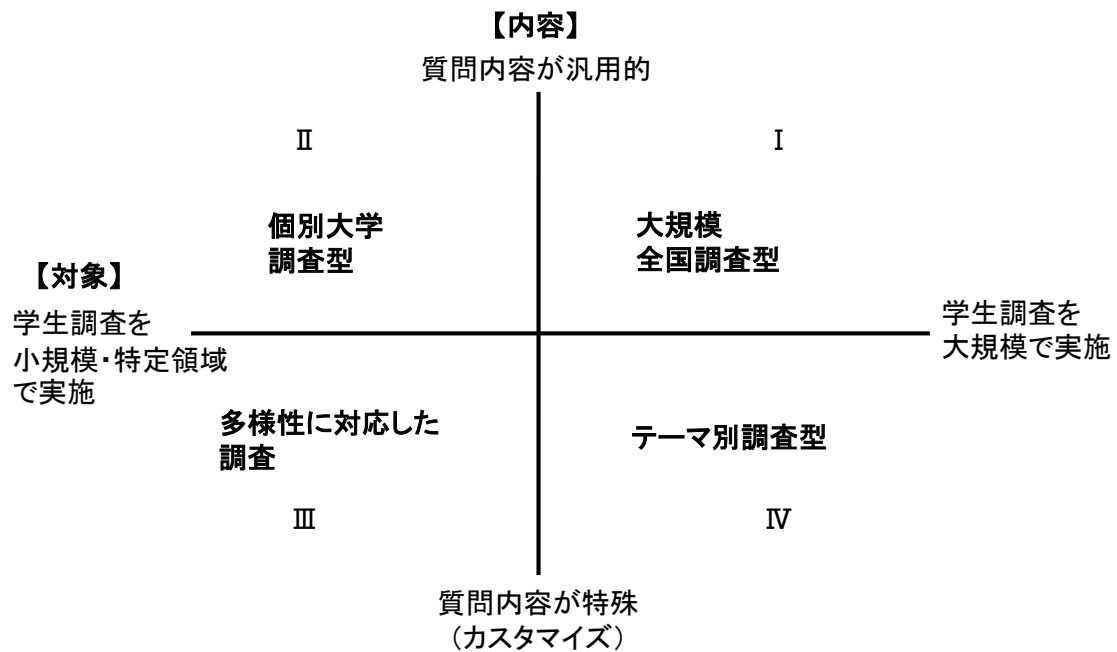 【内容】
質問内容が汎用的
Ⅱ
Ⅰ
個別大学
調査型
大規模
全国調査型
【対象】
学生調査を
小規模・特定領域
で実施
学生調査を
大規模で実施
多様性に対応した
調査
テーマ別調査型
Ⅲ
Ⅳ
質問内容が特殊
（カスタマイズ）